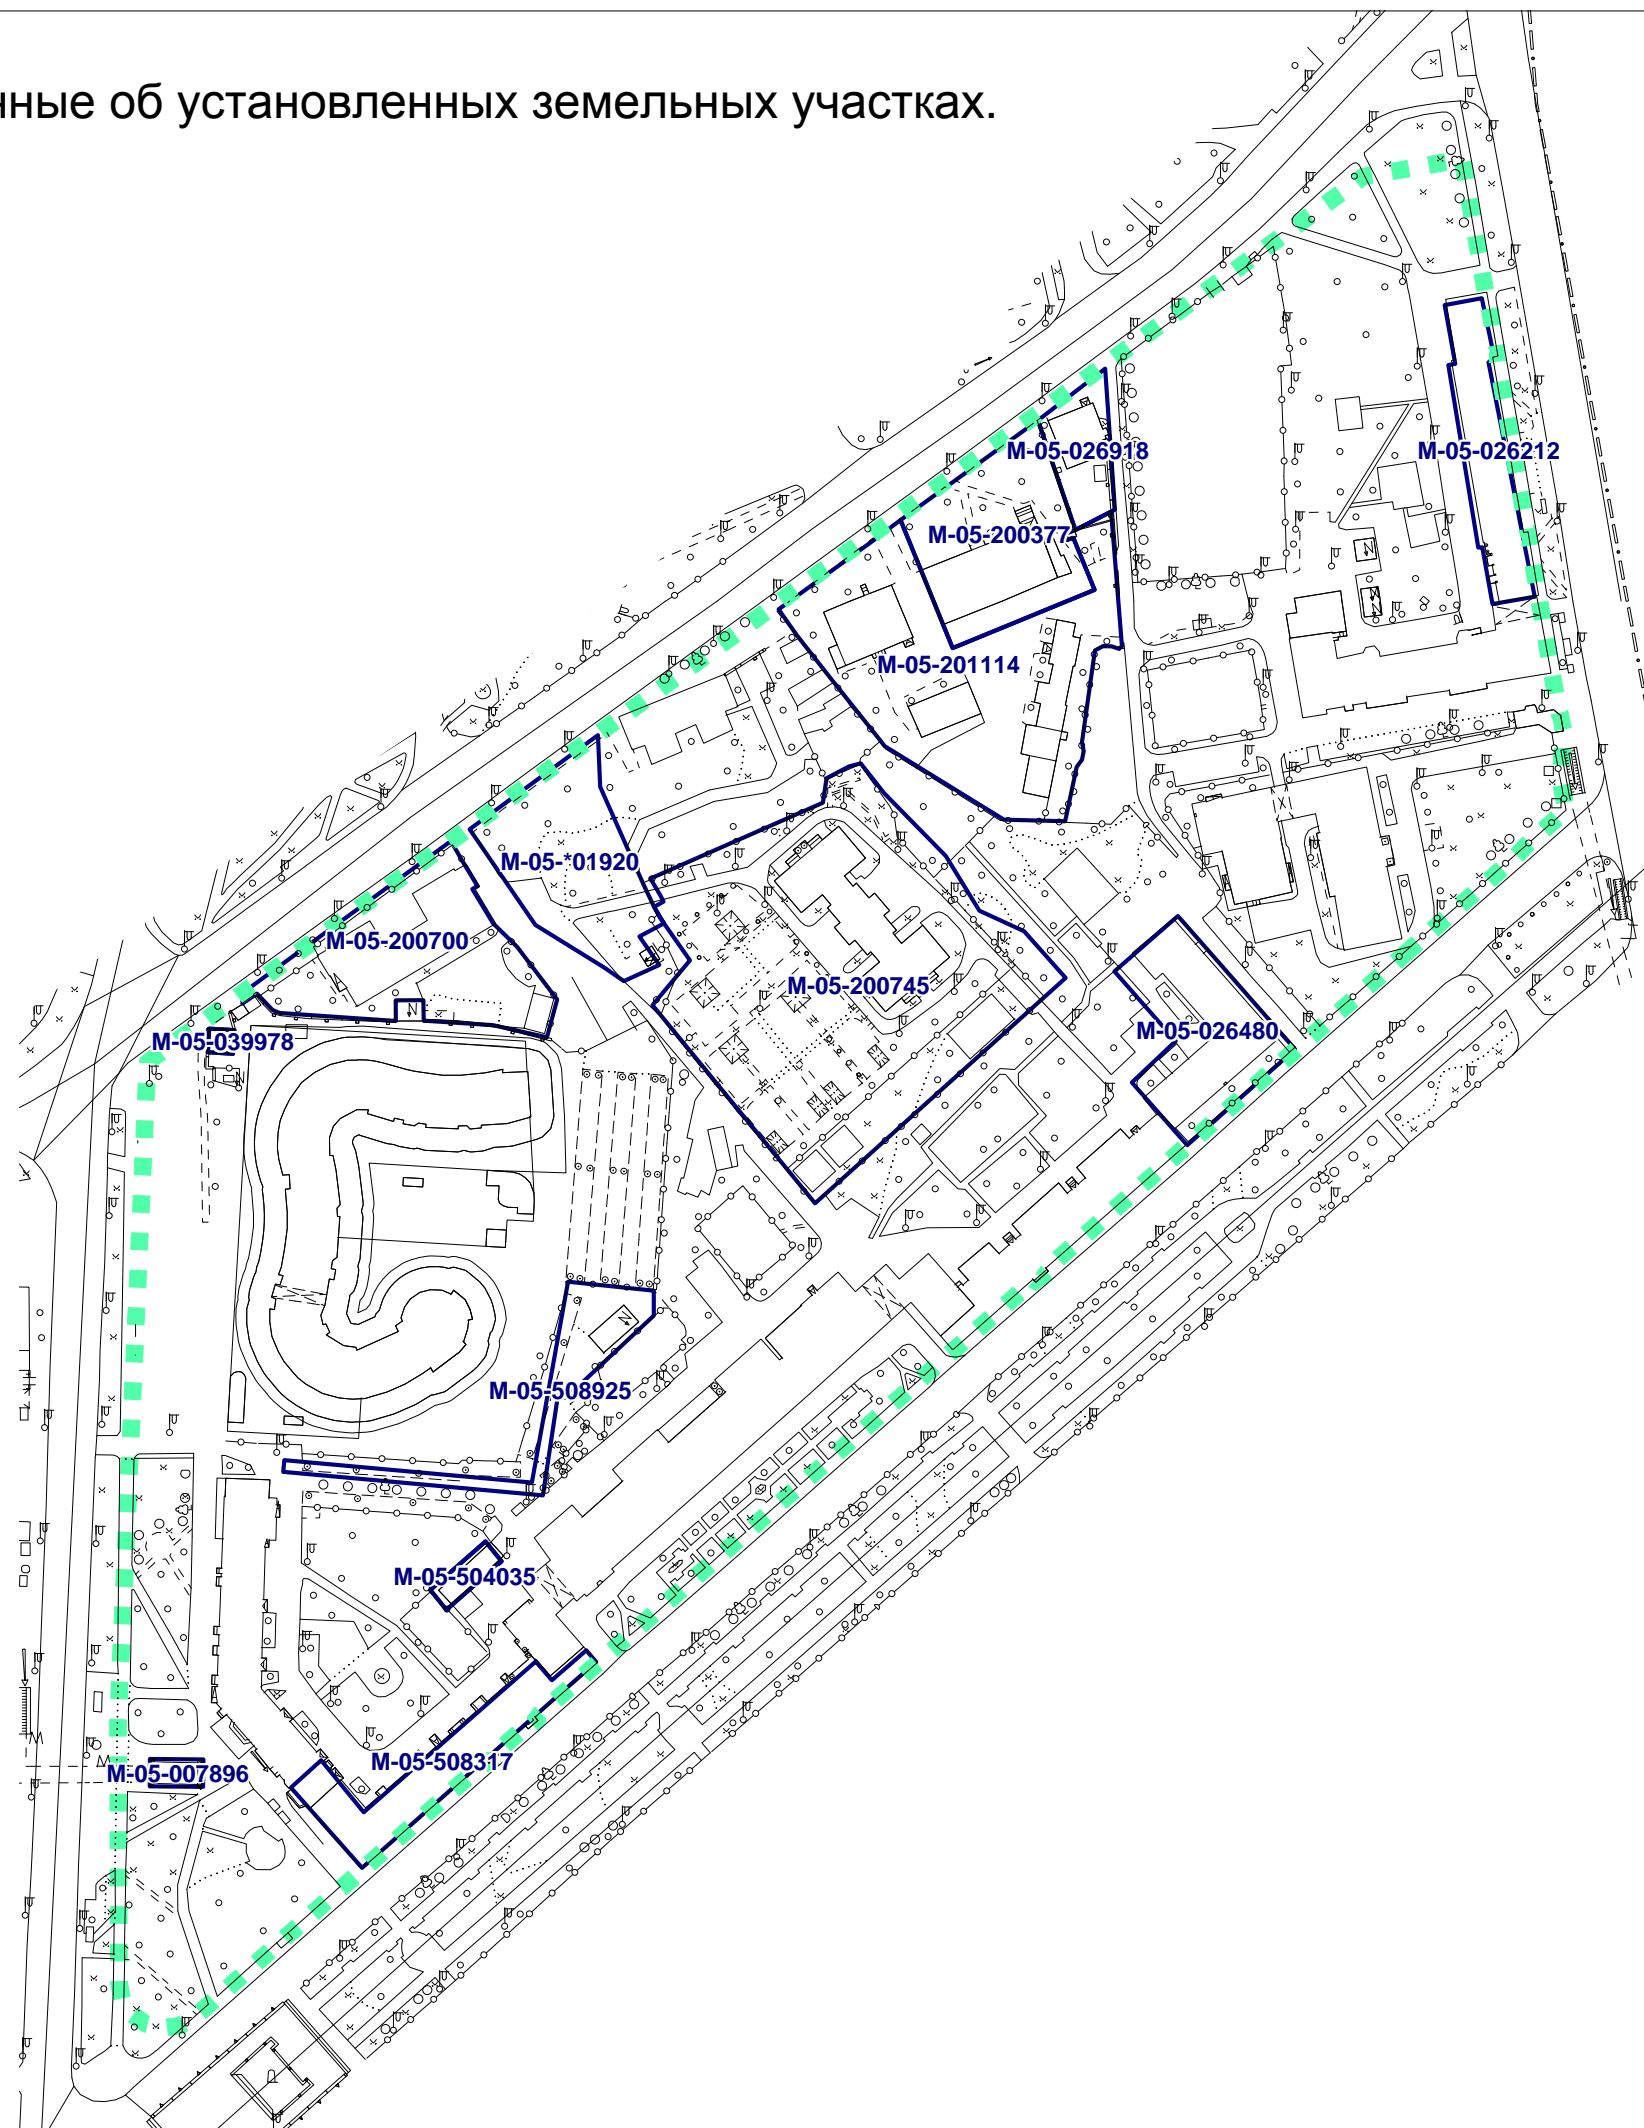 нные об установленных земельных участках.
М-05-026918
М-05-026212
М-05-200377
М-05-201114
М-05-*01920
М-05-200700
М-05-200745
М-05-026480
М-05-039978
М-05-508925
М-05-504035
М-05-508317
М-05-007896